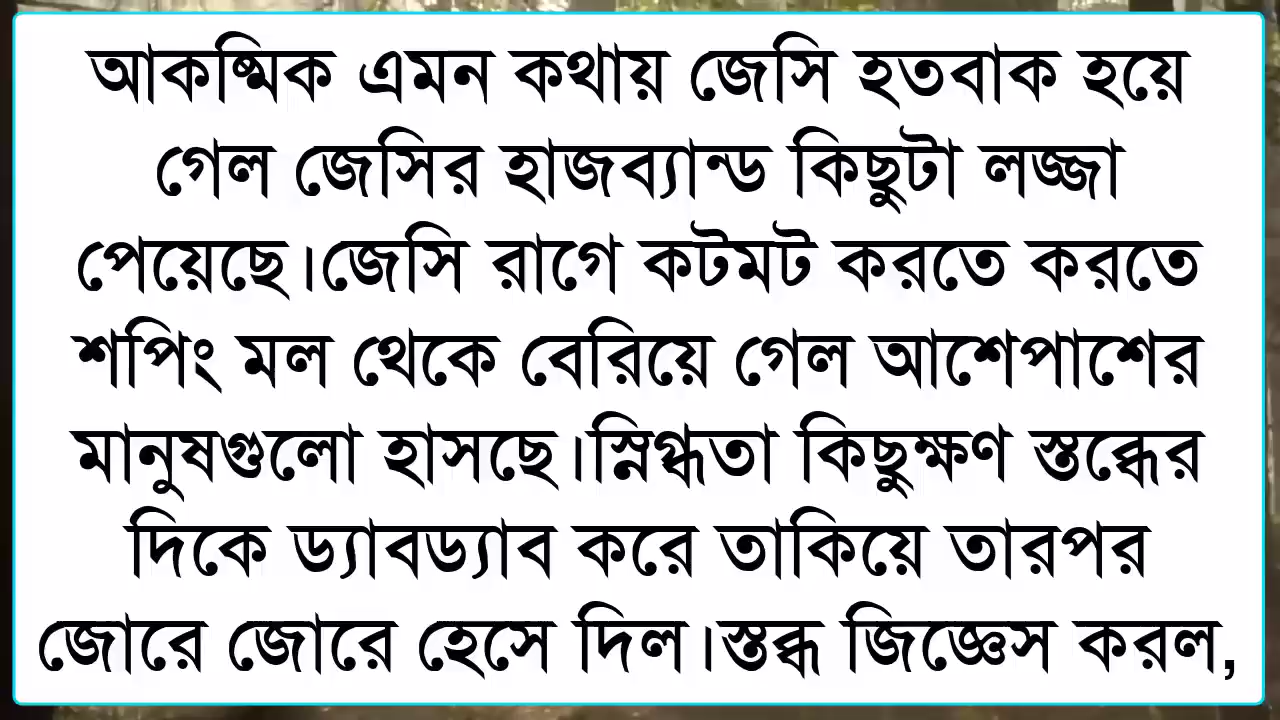 আকষ্মিক এমন কথায় জেসি হতবাক হয়ে
গেল জেসির হাজব্যান্ড কিছুটা লজ্জা
পেয়েছে।জেসি রাগে কটমট করতে করতে
শপিং মল থেকে বেরিয়ে গেল আশেপাশের
মানুষগুলো হাসছে।স্নিগ্ধতা কিছুক্ষণ স্তব্ধের
দিকে ড্যাবড্যাব করে তাকিয়ে তারপর
জোরে জোরে হেসে দিল।স্তব্ধ জিজ্ঞেস করল,